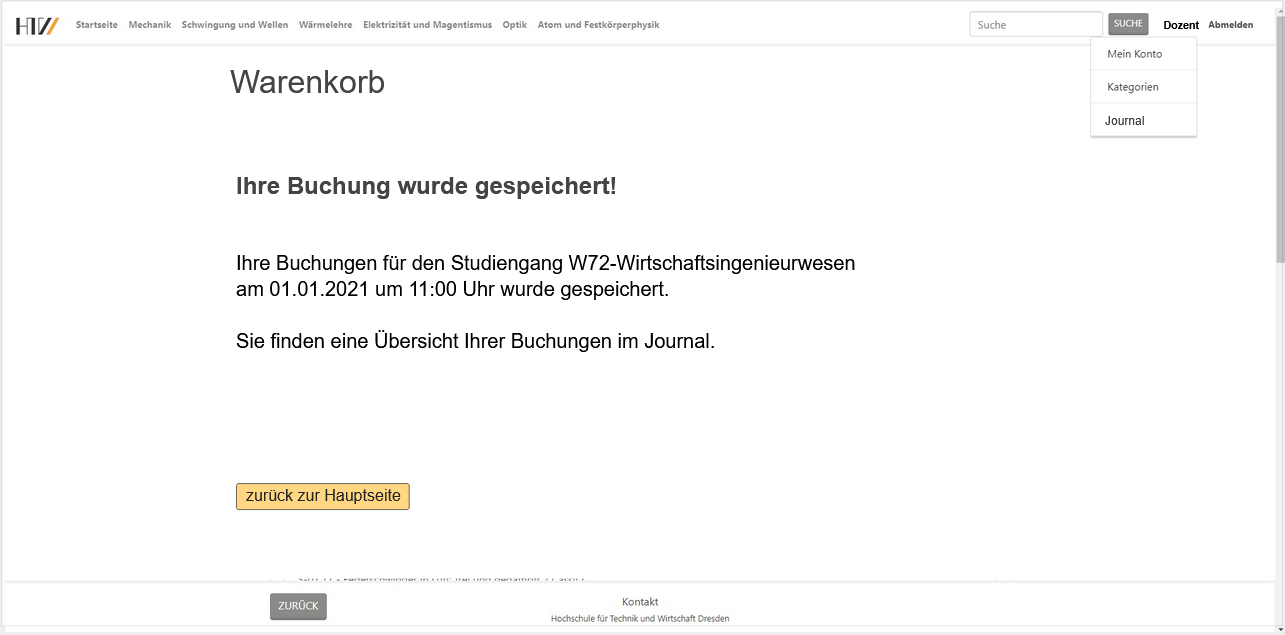 HTW
Startseite Mechanik Schwingung und Wellen Wärmelehre Elektrizität und Magentismus Optik Atom und Festkörperphysik Suche SUCHE Dozent Abmelden
Mein Konto
Kategorien
Journal
Warenkorb
Ihre Buchung wurde gespeichert!
Ihre Buchungen für den Studiengang W72-Wirtschaftsingenieurwesen
am 01.01.2021 um 11:00 Uhr wurde gespeichert.
Sie finden eine Übersicht Ihrer Buchungen im Journal.
zurück zur Hauptseite
ZURÜCK
Kontakt
Hochschule für Technik und Wirtschaft Dresden